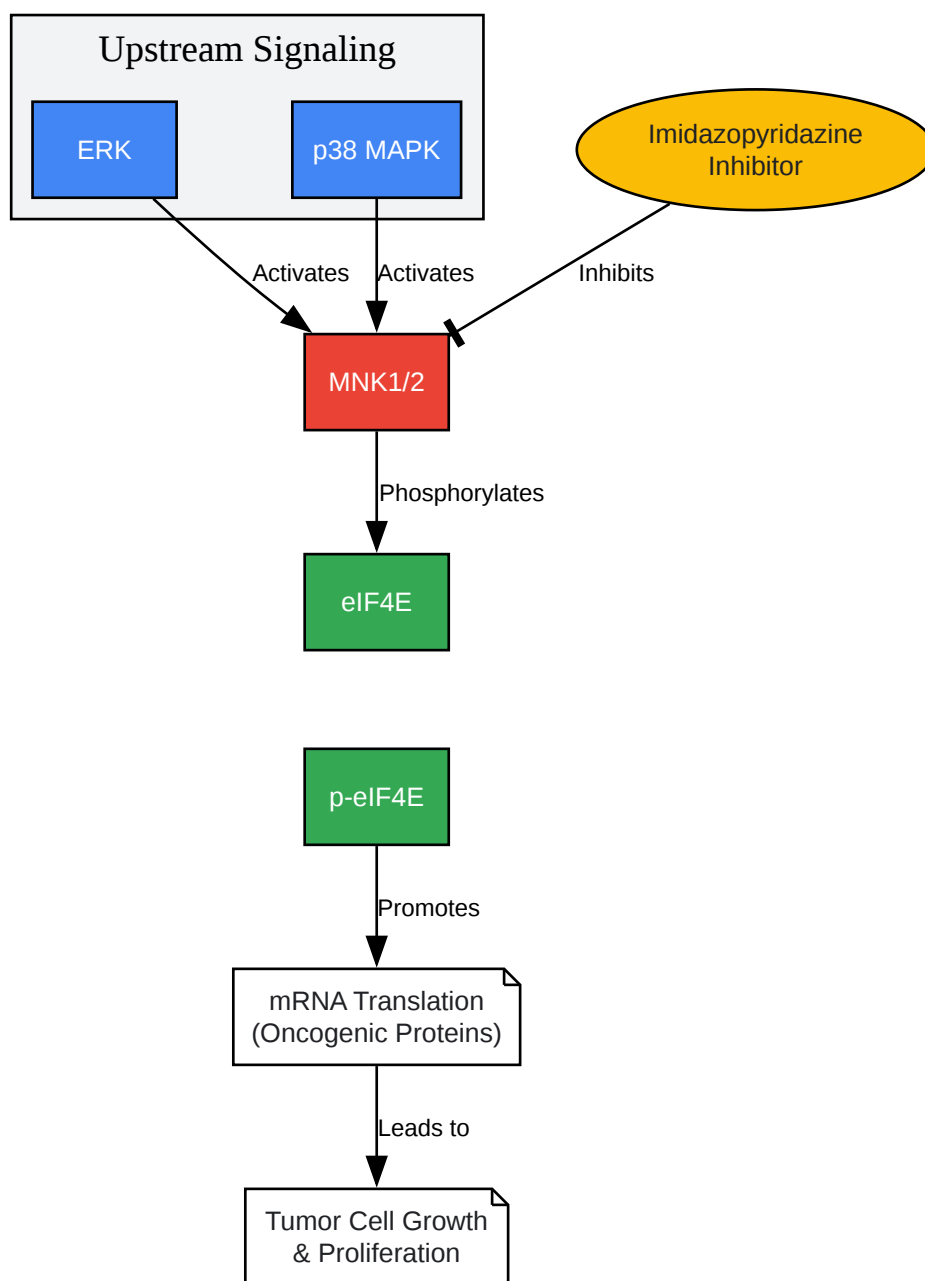 Upstream Signaling
ERK
p38 MAPK
Imidazopyridazine
Inhibitor
Activates
Activates
Inhibits
MNK1/2
Phosphorylates
eIF4E
p-eIF4E
Promotes
mRNA Translation
(Oncogenic Proteins)
Leads to
Tumor Cell Growth
& Proliferation